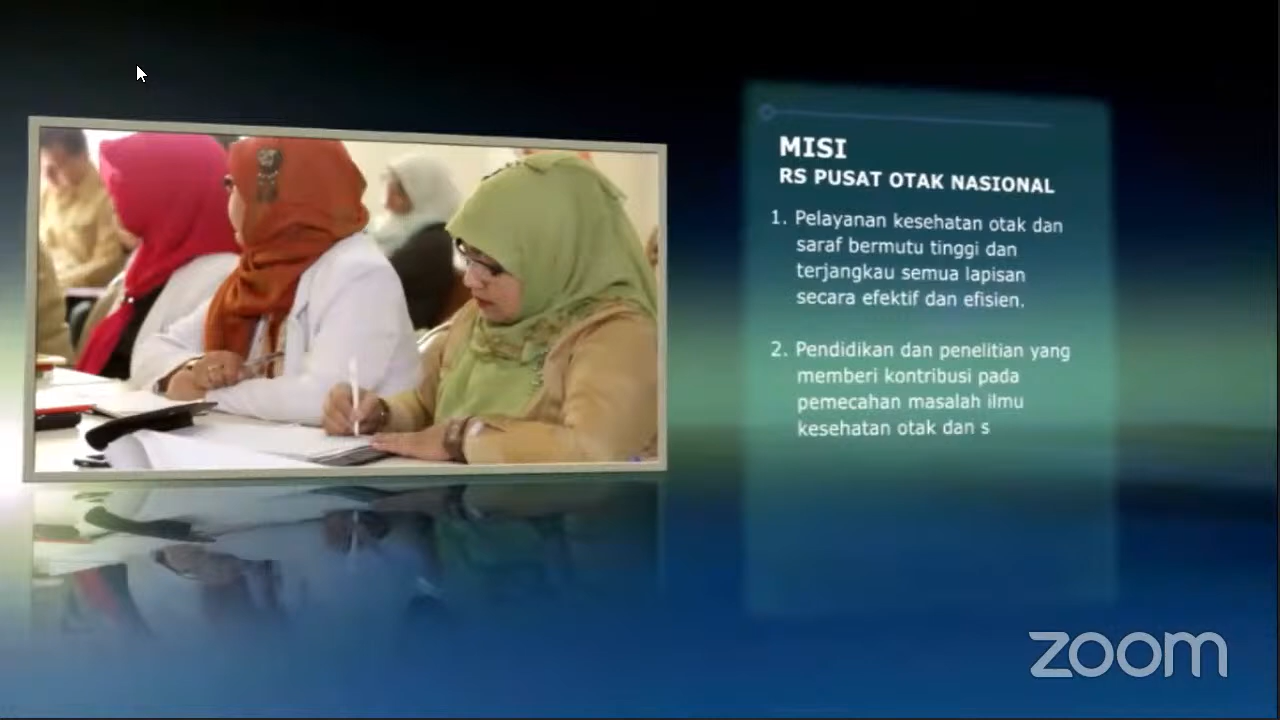 MISI
RS PUSAT OTAK NASIONAL
1. Pelayanan kesehatan otak dan
saraf bermutu tinggi dan
terjangkau semua lapisan
secara efektif dan efisien.
2. Pendidikan dan penelitian yang
memberi kontribusi pada
pemecahan masalah ilmu
kesehatan otak dan s
zoom